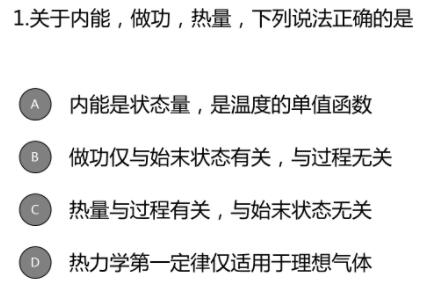 1.关于内能，做功，热量，下列说法正确的是
A 内能是状态量，是温度的单值函数
B 做功仅与始末状态有关，与过程无关
C 热量与过程有关，与始末状态无关
D 热力学第一定律仅适用于理想气体